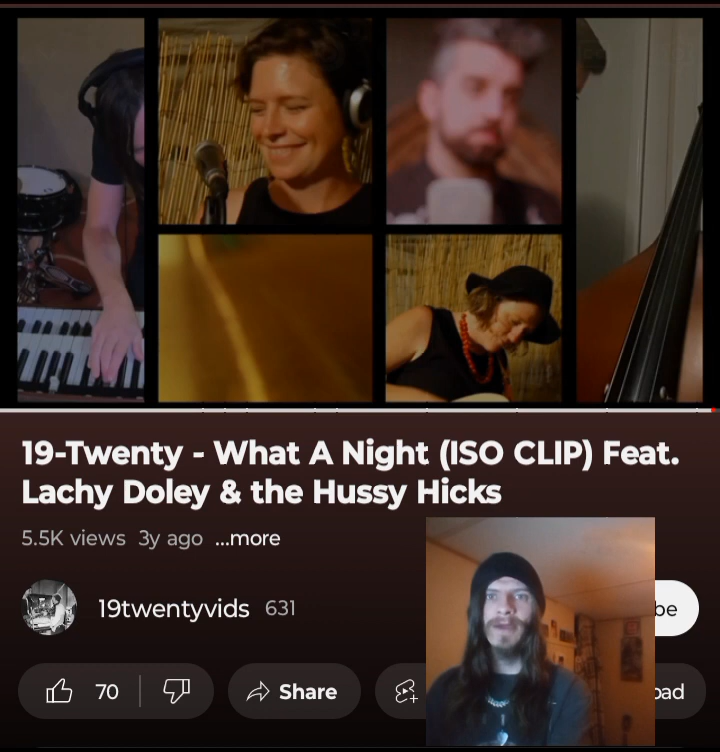 19-Twenty - What A Night (ISO CLIP) Feat.
Lachy Doley & the Hussy Hicks
5.5K views 3y ago ...more
19twentyvids 631
70
Share